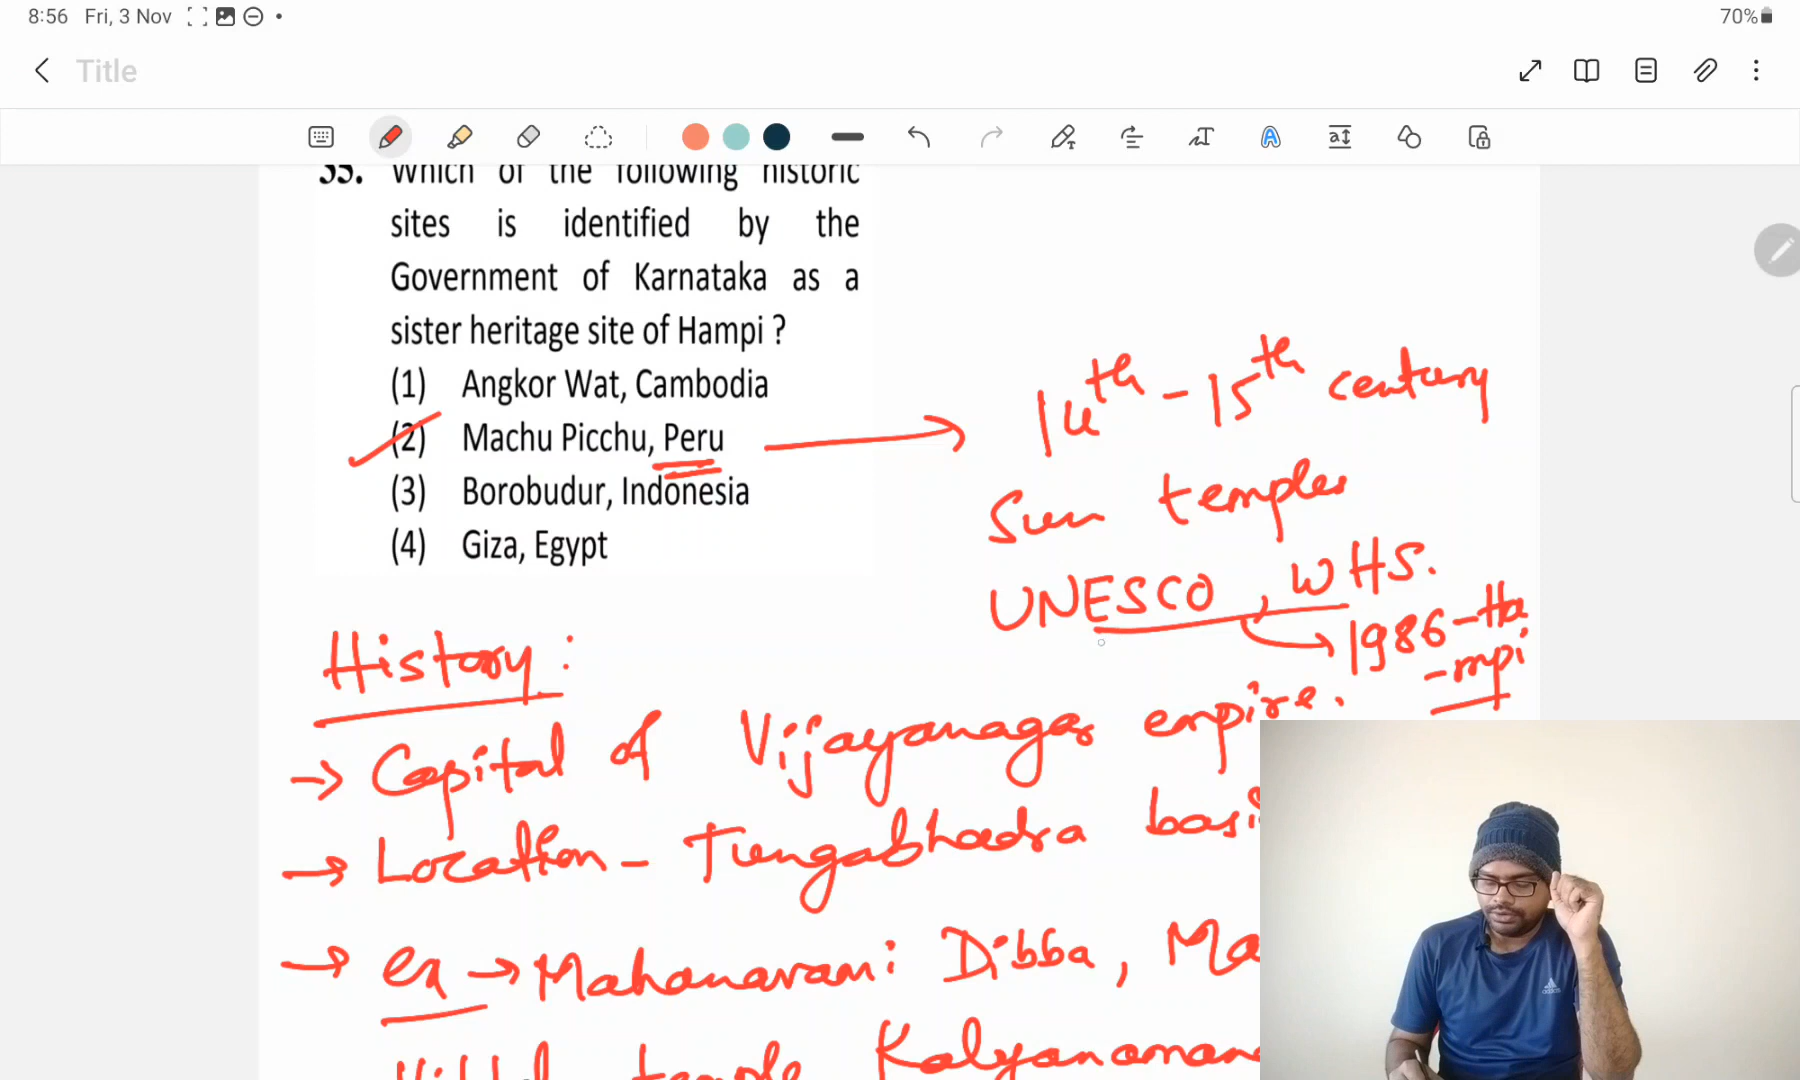 8:56 Fri, 3 Nov
70%
Title
35. Which of the following historic
sites is identified by the
Government of Karnataka as a
sister heritage site of Hampi ?
(1) Angkor Wat, Cambodia
(2) Machu Picchu, Peru
(3) Borobudur, Indonesia
(4) Giza, Egypt
14th - 15th century
Sun temples
UNESCO, WHS.
1986 - Ha
- mpi
History :
→ Capital of Vijayanagar empire.
→ Location - Tungabhadra basi
→ ex → Mahanavami Dibba, Ma
temple Kalyanaman
adidas